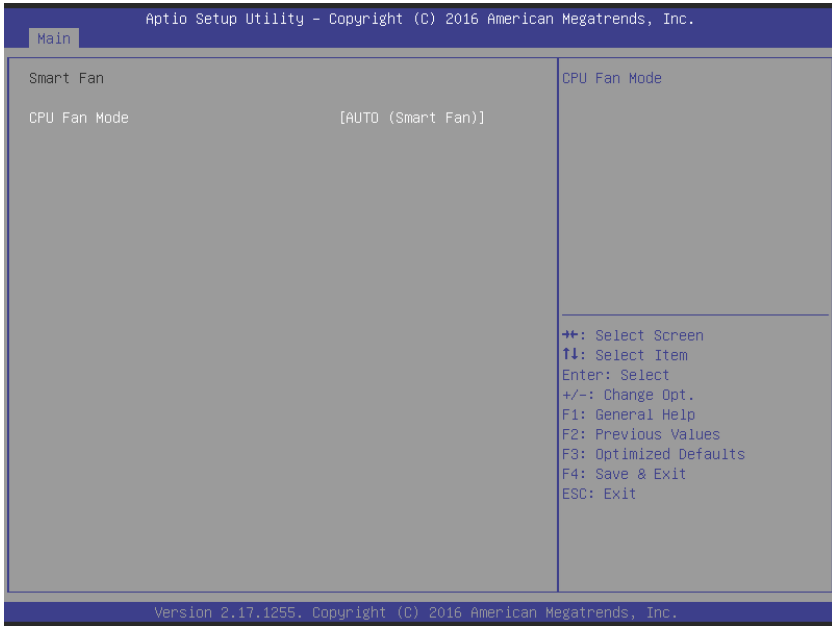 Aptio Setup Utility – Copyright (C) 2016 American Megatrends, Inc.
Main
Smart Fan
CPU Fan Mode [AUTO (Smart Fan)]
CPU Fan Mode
→←: Select Screen
↑↓: Select Item
Enter: Select
+/-: Change Opt.
F1: General Help
F2: Previous Values
F3: Optimized Defaults
F4: Save & Exit
ESC: Exit
Version 2.17.1255. Copyright (C) 2016 American Megatrends, Inc.